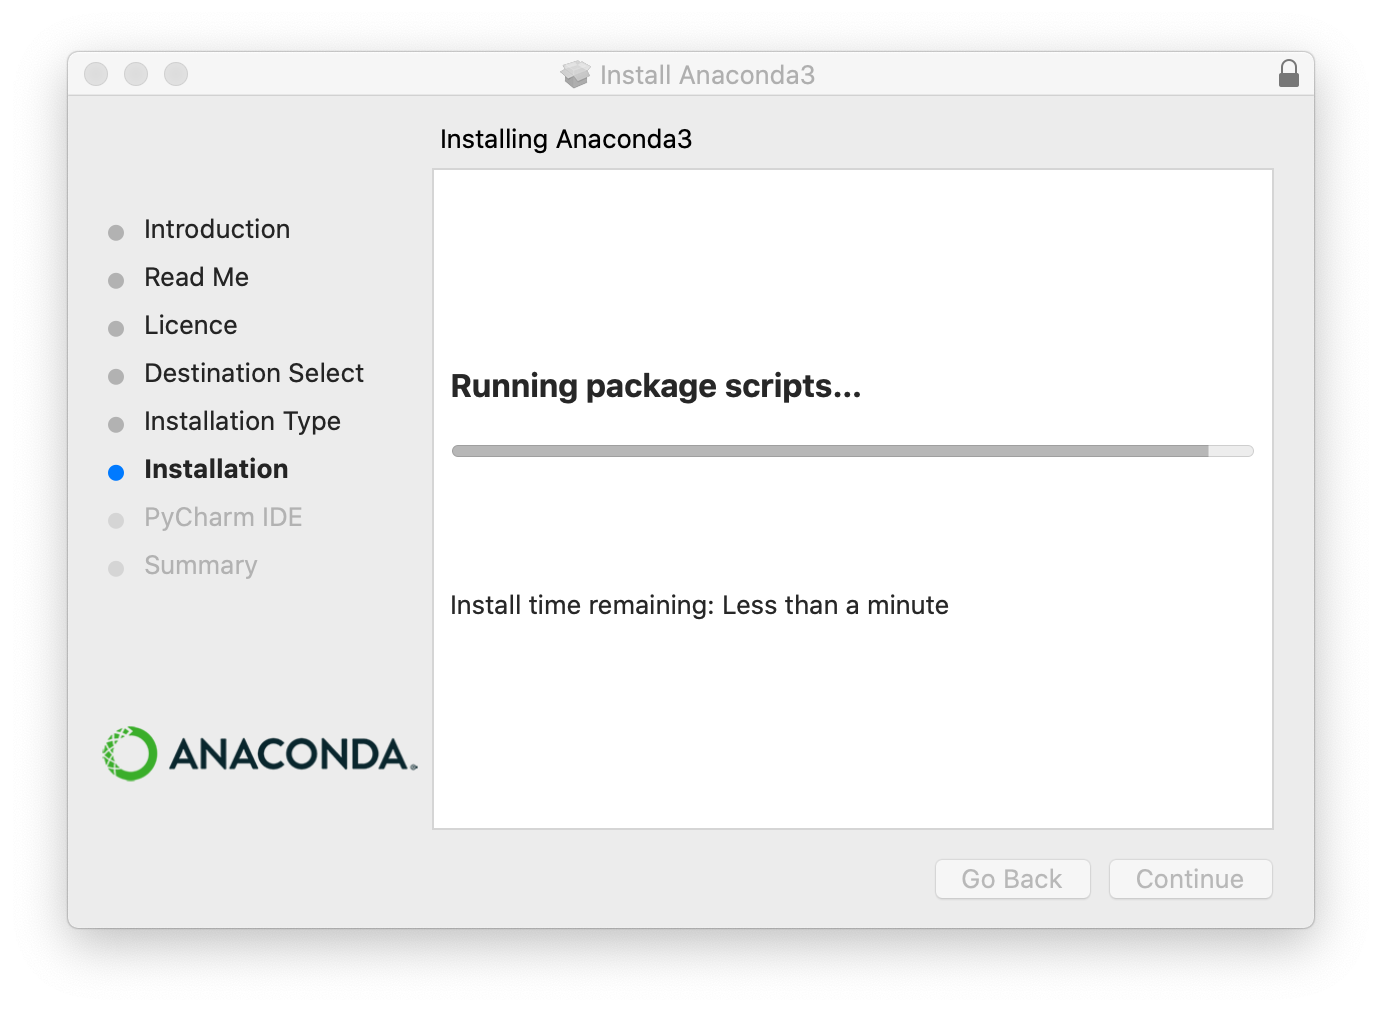 Install Anaconda3
Installing Anaconda3
Introduction
Read Me
Licence
Destination Select
Installation Type
Installation
PyCharm IDE
Summary
Running package scripts...
Install time remaining: Less than a minute
ANACONDA.
Go Back
Continue